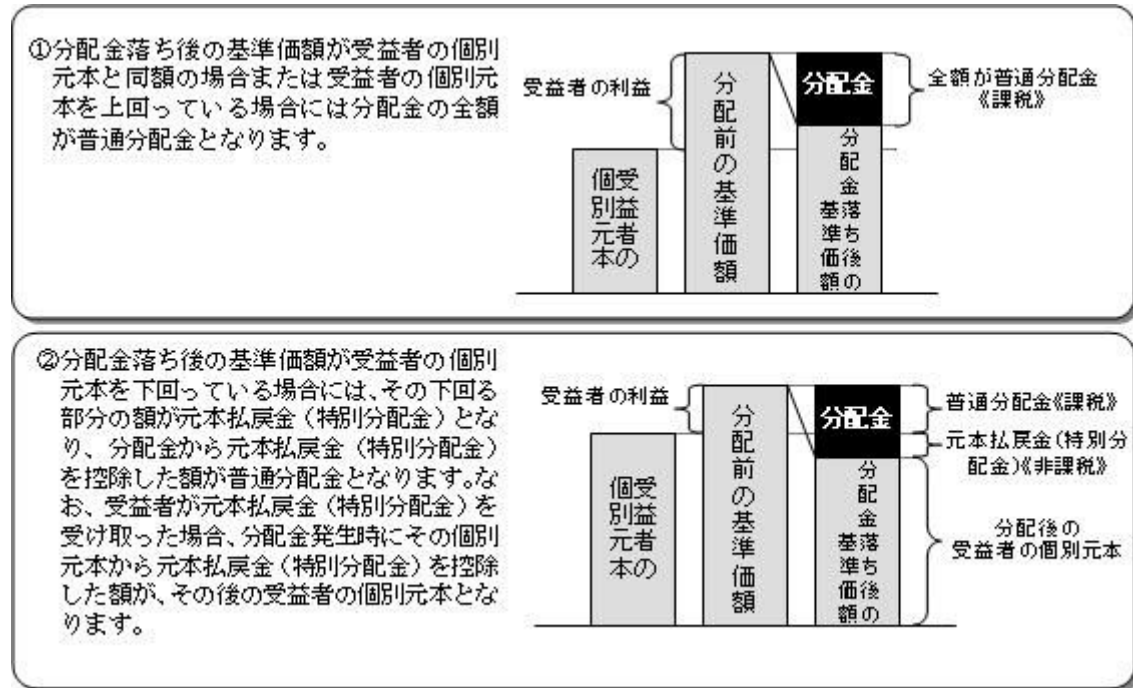 ①分配金落ち後の基準価額が受益者の個別
元本と同額の場合または受益者の個別元
本を上回っている場合には分配金の全額
が普通分配金となります。
受益者の利益
受益者の
個別元本
分配前の基準価額
分配金
分配金落ち後の
基準価額
全額が普通分配金
《課税》
②分配金落ち後の基準価額が受益者の個別
元本を下回っている場合には、その下回る
部分の額が元本払戻金（特別分配金）とな
り、分配金から元本払戻金（特別分配金）
を控除した額が普通分配金となります。な
お、受益者が元本払戻金（特別分配金）を
受け取った場合、分配金発生時にその個別
元本から元本払戻金（特別分配金）を控除
した額が、その後の受益者の個別元本とな
ります。
受益者の利益
受益者の
個別元本
分配前の基準価額
分配金
分配金落ち後の
基準価額
普通分配金《課税》
元本払戻金（特別分
配金）《非課税》
分配後の
受益者の個別元本